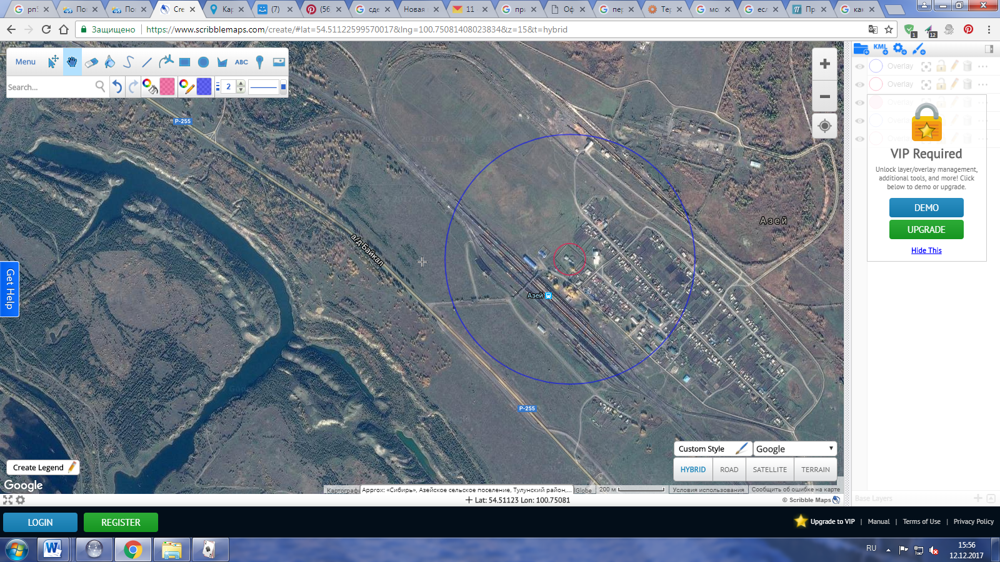 рп5
По
По
Cre
Кар
(7)
(56
сде
Новая
11
при
Оф
пер
Тер
мо
есл
Пр
как
Защищено
https://www.scribblemaps.com/create/#lat=54.51122599570017&lng=100.75081408023834&z=15&t=hybrid
1
12
Menu
ABC
KML
Search...
2
Overlay
Overlay
VIP Required
Unlock layer/overlay management,
additional tools, and more! Click
below to demo or upgrade.
DEMO
UPGRADE
Hide This
P-255
Азей
а/д Байкал
Азей
P-255
Get Help
Create Legend
Google
Custom Style
Google
HYBRID
ROAD
SATELLITE
TERRAIN
Картограф
Approx: «Сибирь», Азейское сельское поселение, Тулунский район,...
lGlobe
200 м
Условия использования
Сообщить об ошибке на карте
Lat: 54.51123 Lon: 100.75081
© Scribble Maps
Base Layers
LOGIN
REGISTER
Upgrade to VIP | Manual | Terms of Use | Privacy Policy
RU
15:56
12.12.2017